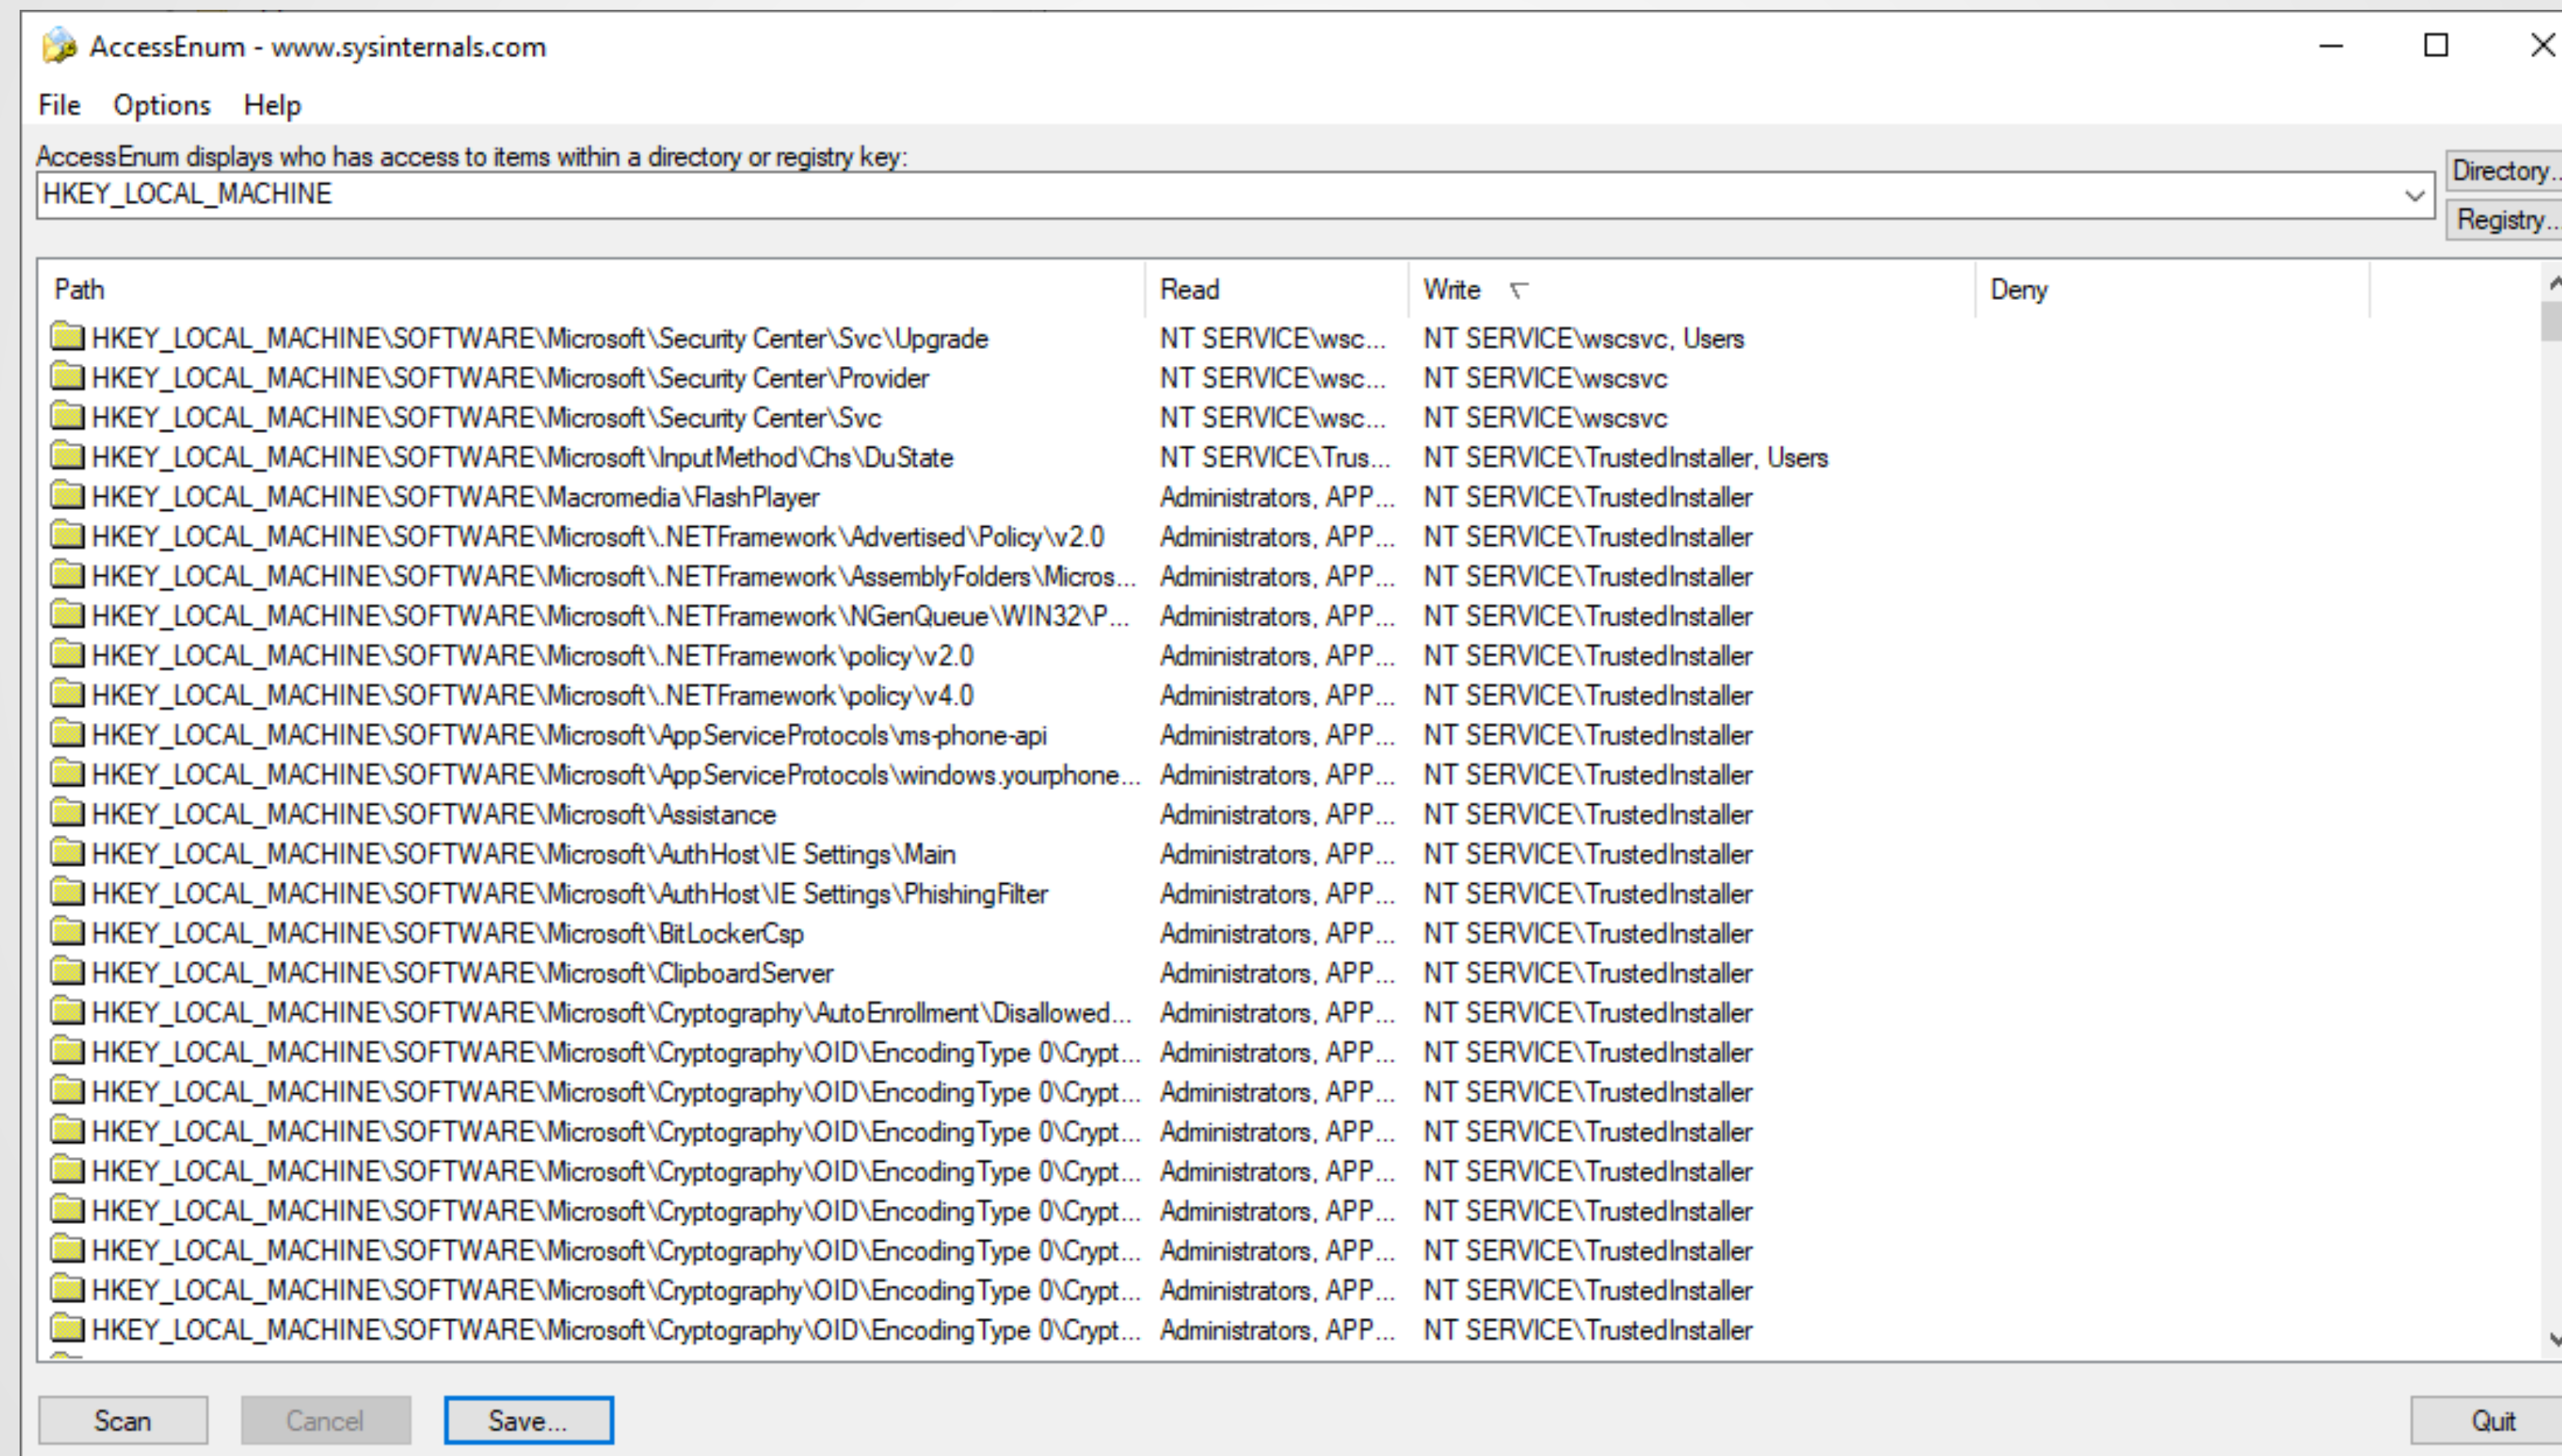 AccessEnum - www.sysinternals.com
File Options Help
AccessEnum displays who has access to items within a directory or registry key:
HKEY_LOCAL_MACHINE
Directory...
Registry...
Path Read Write Deny
HKEY_LOCAL_MACHINE\SOFTWARE\Microsoft\Security Center\Svc\Upgrade NT SERVICE\wsc... NT SERVICE\wscsvc, Users
HKEY_LOCAL_MACHINE\SOFTWARE\Microsoft\Security Center\Provider NT SERVICE\wsc... NT SERVICE\wscsvc
HKEY_LOCAL_MACHINE\SOFTWARE\Microsoft\Security Center\Svc NT SERVICE\wsc... NT SERVICE\wscsvc
HKEY_LOCAL_MACHINE\SOFTWARE\Microsoft\InputMethod\Chs\DuState NT SERVICE\Trus... NT SERVICE\TrustedInstaller, Users
HKEY_LOCAL_MACHINE\SOFTWARE\Macromedia\FlashPlayer Administrators, APP... NT SERVICE\TrustedInstaller
HKEY_LOCAL_MACHINE\SOFTWARE\Microsoft\.NETFramework\Advertised\Policy\v2.0 Administrators, APP... NT SERVICE\TrustedInstaller
HKEY_LOCAL_MACHINE\SOFTWARE\Microsoft\.NETFramework\AssemblyFolders\Micros... Administrators, APP... NT SERVICE\TrustedInstaller
HKEY_LOCAL_MACHINE\SOFTWARE\Microsoft\.NETFramework\NGenQueue\WIN32\P... Administrators, APP... NT SERVICE\TrustedInstaller
HKEY_LOCAL_MACHINE\SOFTWARE\Microsoft\.NETFramework\policy\v2.0 Administrators, APP... NT SERVICE\TrustedInstaller
HKEY_LOCAL_MACHINE\SOFTWARE\Microsoft\.NETFramework\policy\v4.0 Administrators, APP... NT SERVICE\TrustedInstaller
HKEY_LOCAL_MACHINE\SOFTWARE\Microsoft\AppServiceProtocols\ms-phone-api Administrators, APP... NT SERVICE\TrustedInstaller
HKEY_LOCAL_MACHINE\SOFTWARE\Microsoft\AppServiceProtocols\windows.yourphone... Administrators, APP... NT SERVICE\TrustedInstaller
HKEY_LOCAL_MACHINE\SOFTWARE\Microsoft\Assistance Administrators, APP... NT SERVICE\TrustedInstaller
HKEY_LOCAL_MACHINE\SOFTWARE\Microsoft\AuthHost\IE Settings\Main Administrators, APP... NT SERVICE\TrustedInstaller
HKEY_LOCAL_MACHINE\SOFTWARE\Microsoft\AuthHost\IE Settings\PhishingFilter Administrators, APP... NT SERVICE\TrustedInstaller
HKEY_LOCAL_MACHINE\SOFTWARE\Microsoft\BitLockerCsp Administrators, APP... NT SERVICE\TrustedInstaller
HKEY_LOCAL_MACHINE\SOFTWARE\Microsoft\ClipboardServer Administrators, APP... NT SERVICE\TrustedInstaller
HKEY_LOCAL_MACHINE\SOFTWARE\Microsoft\Cryptography\AutoEnrollment\Disallowed... Administrators, APP... NT SERVICE\TrustedInstaller
HKEY_LOCAL_MACHINE\SOFTWARE\Microsoft\Cryptography\OID\EncodingType 0\Crypt... Administrators, APP... NT SERVICE\TrustedInstaller
HKEY_LOCAL_MACHINE\SOFTWARE\Microsoft\Cryptography\OID\EncodingType 0\Crypt... Administrators, APP... NT SERVICE\TrustedInstaller
HKEY_LOCAL_MACHINE\SOFTWARE\Microsoft\Cryptography\OID\EncodingType 0\Crypt... Administrators, APP... NT SERVICE\TrustedInstaller
HKEY_LOCAL_MACHINE\SOFTWARE\Microsoft\Cryptography\OID\EncodingType 0\Crypt... Administrators, APP... NT SERVICE\TrustedInstaller
HKEY_LOCAL_MACHINE\SOFTWARE\Microsoft\Cryptography\OID\EncodingType 0\Crypt... Administrators, APP... NT SERVICE\TrustedInstaller
HKEY_LOCAL_MACHINE\SOFTWARE\Microsoft\Cryptography\OID\EncodingType 0\Crypt... Administrators, APP... NT SERVICE\TrustedInstaller
HKEY_LOCAL_MACHINE\SOFTWARE\Microsoft\Cryptography\OID\EncodingType 0\Crypt... Administrators, APP... NT SERVICE\TrustedInstaller
HKEY_LOCAL_MACHINE\SOFTWARE\Microsoft\Cryptography\OID\EncodingType 0\Crypt... Administrators, APP... NT SERVICE\TrustedInstaller
Scan Cancel Save... Quit